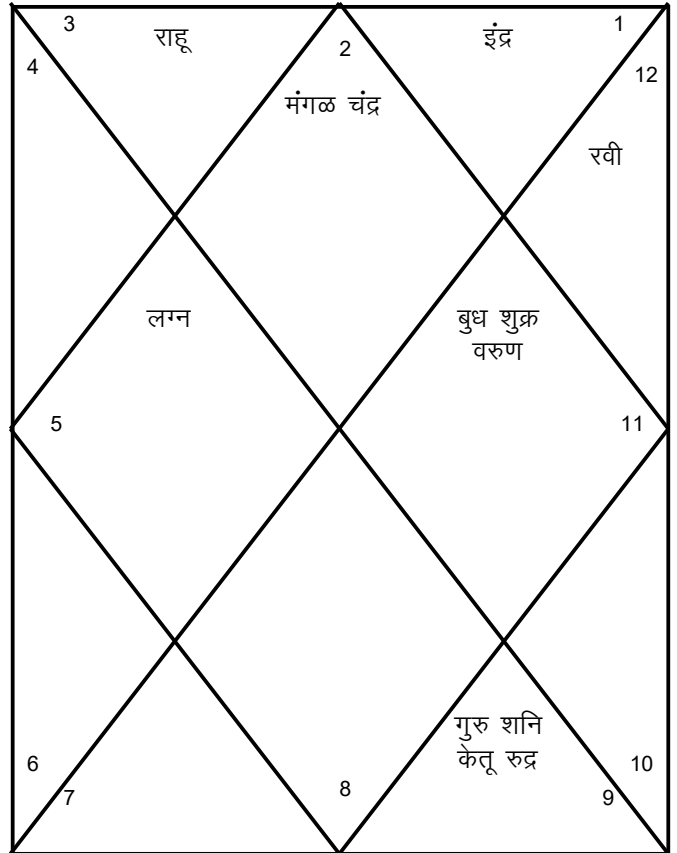 3
राहू
2
इंद्र
1
4
12
मंगळ चंद्र
रवी
लग्न
बुध शुक्र
वरुण
5
11
गुरु शनि
केतू रुद्र
6
8
10
7
9